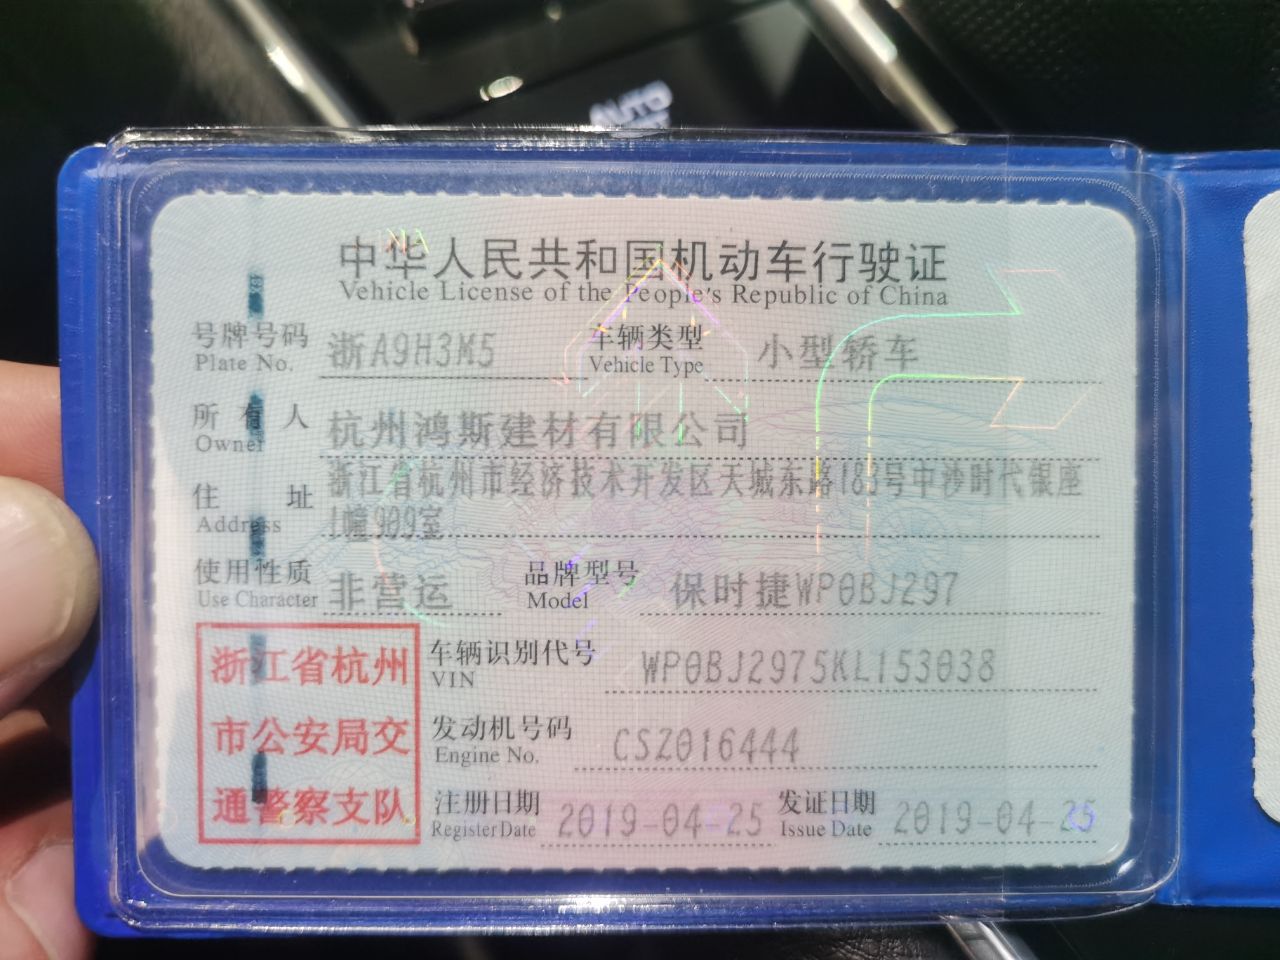 AUTO
中华人民共和国机动车行驶证
Vehicle License of the People's Republic of China
号牌号码 浙A9H3M5 车辆类型 小型轿车
Plate No. Vehicle Type
所有人 杭州鸿斯建材有限公司
Owner
住址 浙江省杭州市经济技术开发区天城东路183号中沙时代银座
Address 1幢909室
使用性质 非营运 品牌型号 保时捷WP0BJ297
Use Character Model
浙江省杭州
市公安局交
通警察支队
车辆识别代号 WP0BJ2975KL153038
VIN
发动机号码 CSZ016444
Engine No.
注册日期 2019-04-25 发证日期 2019-04-25
Register Date Issue Date